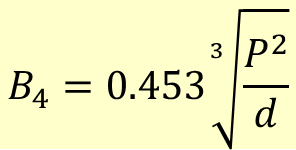 B₄ = 0.453 ∛(P²/d)